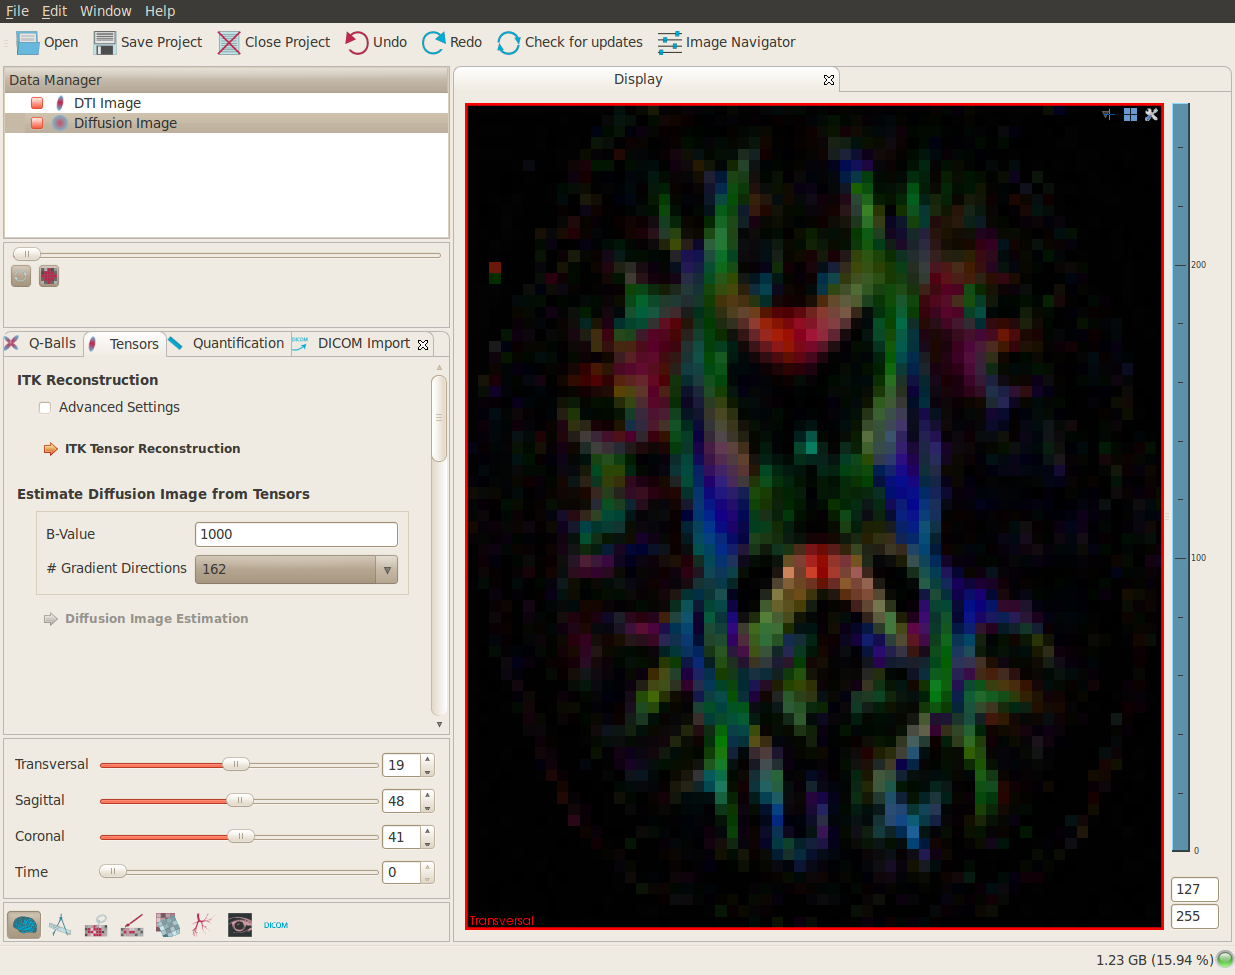 File Edit Window Help
Open Save Project Close Project Undo Redo Check for updates Image Navigator
Data Manager
DTI Image
Diffusion Image
Display
Q-Balls Tensors Quantification DICOM DICOM Import
ITK Reconstruction
Advanced Settings
ITK Tensor Reconstruction
Estimate Diffusion Image from Tensors
B-Value 1000
# Gradient Directions 162
Diffusion Image Estimation
Transversal 19
Sagittal 48
Coronal 41
Time 0
DICOM
Transversal
200
100
0
127
255
1.23 GB (15.94 %)